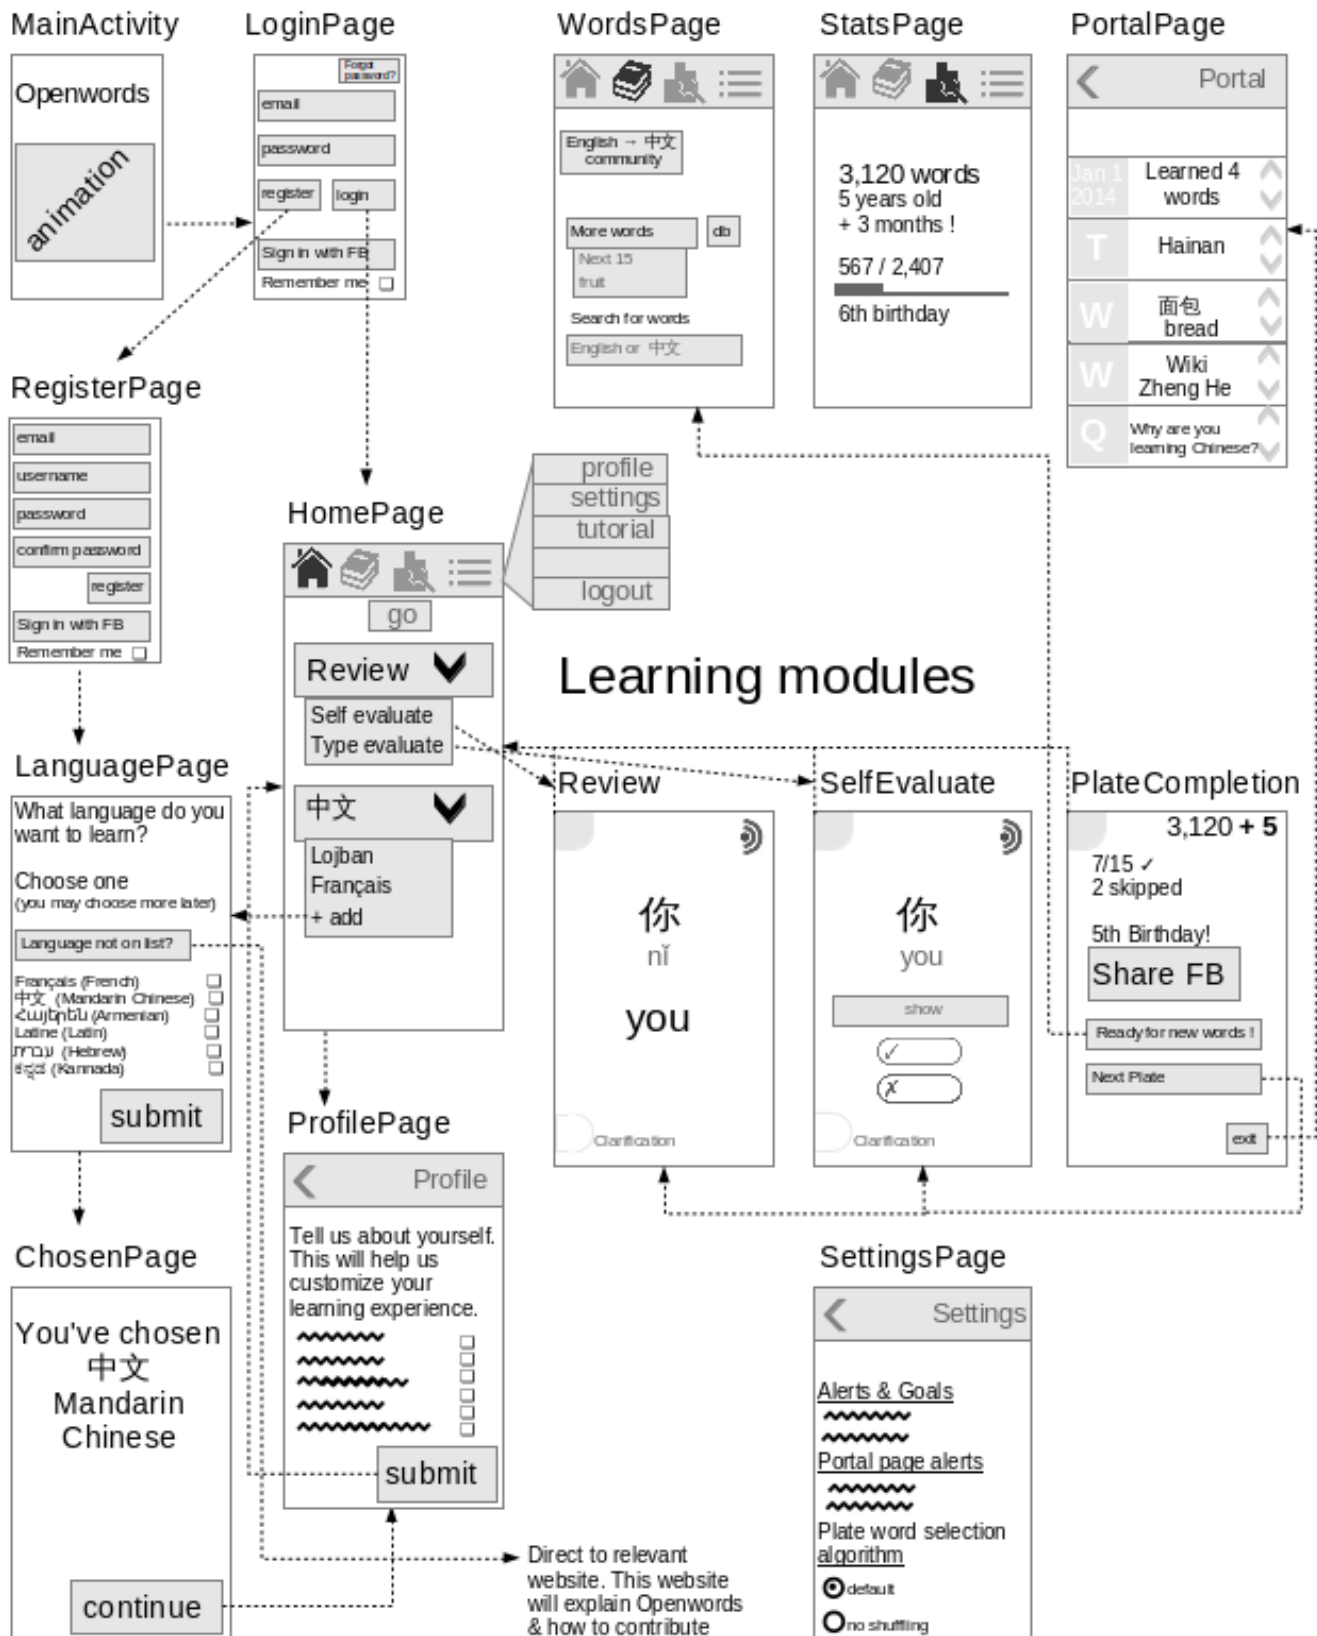 MainActivity
Openwords
animation
LoginPage
Forgot
password?
email
password
register
login
Sign in with FB
Remember me
WordsPage
English → 中文
community
More words
db
Next 15
fruit
Search for words
English or 中文
StatsPage
3,120 words
5 years old
+ 3 months !
567 / 2,407
6th birthday
PortalPage
Portal
Jan 1
2014
Learned 4
words
T
Hainan
W
面包
bread
W
Wiki
Zheng He
Q
Why are you
learning Chinese?
RegisterPage
email
username
password
confirm password
register
Sign in with FB
Remember me
HomePage
profile
settings
tutorial
logout
go
Review
Self evaluate
Type evaluate
中文
Lojban
Français
+ add
Learning modules
LanguagePage
What language do you
want to learn?
Choose one
(you may choose more later)
Language not on list?
Français (French)
中文 (Mandarin Chinese)
Հայերեն (Armenian)
Latine (Latin)
עברית (Hebrew)
ಕನ್ನಡ (Kannada)
submit
Review
你
nǐ
you
Clarification
SelfEvaluate
你
you
show
✓
✗
Clarification
PlateCompletion
3,120 + 5
7/15 ✓
2 skipped
5th Birthday!
Share FB
Ready for new words !
Next Plate
exit
ProfilePage
Profile
Tell us about yourself.
This will help us
customize your
learning experience.
submit
ChosenPage
You've chosen
中文
Mandarin
Chinese
continue
Direct to relevant
website. This website
will explain Openwords
& how to contribute
SettingsPage
Settings
Alerts & Goals
Portal page alerts
Plate word selection
algorithm
default
no shuffling